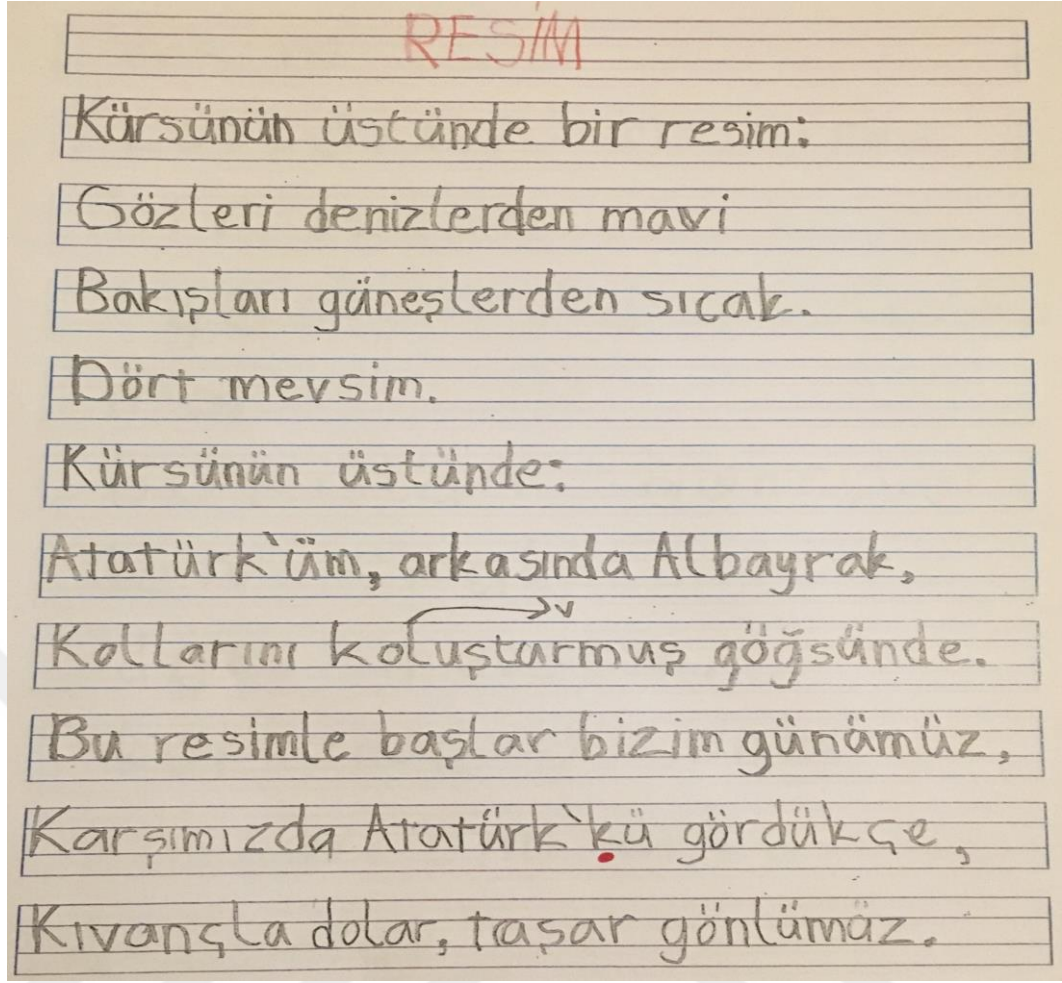 RESİM
Kürsünün üstünde bir resim:
Gözleri denizlerden mavi
Bakışları güneşlerden sıcak.
Dört mevsim.
Kürsünün üstünde:
Atatürk'üm, arkasında Albayrak,
Kollarını koluşturmuş göğsünde.
Bu resimle başlar bizim günümüz,
Karşımızda Atatürk'kü gördükçe,
Kıvançla dolar, taşar gönlümüz.